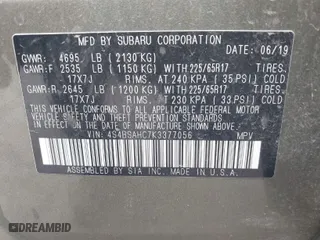 MFD BY SUBARU CORPORATION DATE: 06/19
GVWR: 4695 LB (2130 KG)
GAWR:F 2535 LB (1150 KG) WITH 225/65R17 TIRES,
17X7J RIMS, AT 240 KPA (35 PSI) COLD
GAWR:R 2645 LB (1200 KG) WITH 225/65R17 TIRES,
17X7J RIMS, AT 230 KPA (33 PSI) COLD
THIS VEHICLE CONFORMS TO ALL APPLICABLE FEDERAL MOTOR
VEHICLE SAFETY, BUMPER, AND THEFT PREVENTION STANDARDS
IN EFFECT ON THE DATE OF MANUFACTURE SHOWN ABOVE.
VIN: 4S4BSAHC7K3377056 MPV
ASSEMBLED BY SIA INC. MADE IN U.S.A.